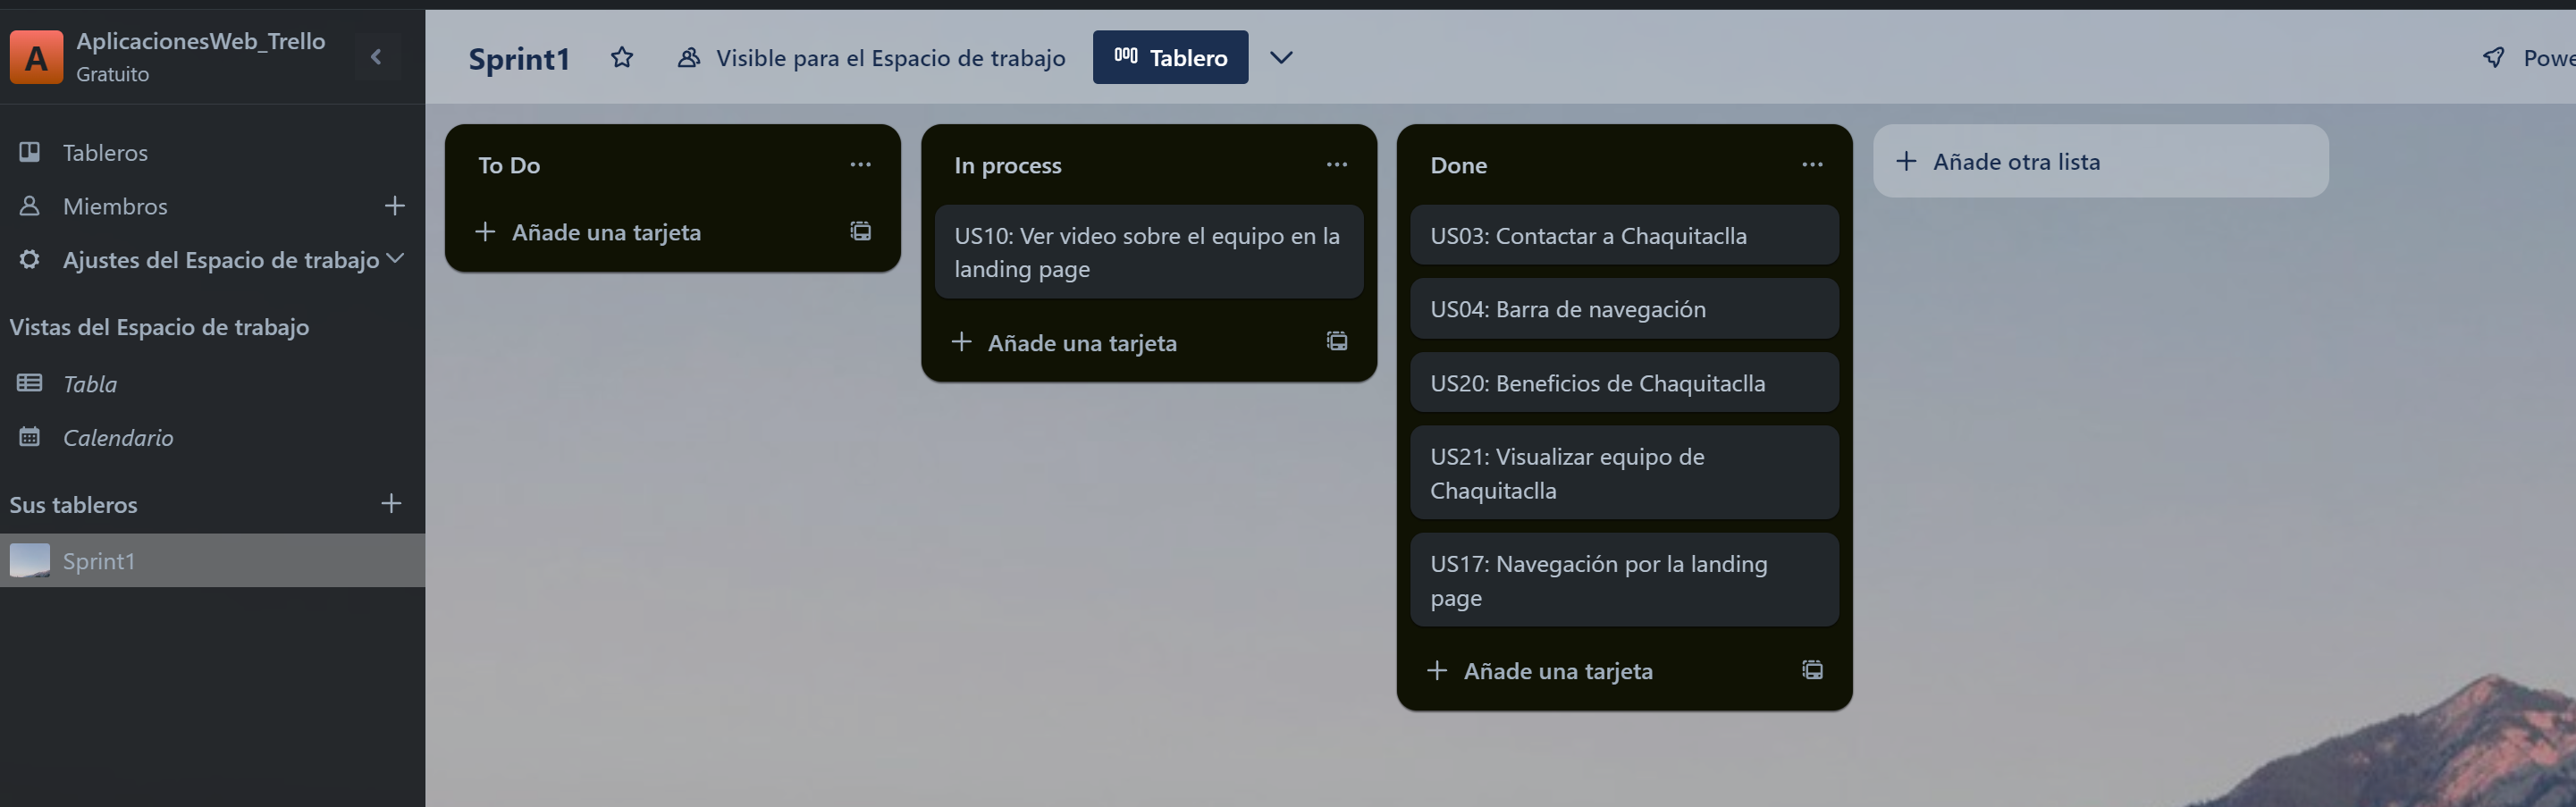 A
AplicacionesWeb_Trello
Gratuito
Tableros
Miembros
Ajustes del Espacio de trabajo
Vistas del Espacio de trabajo
Tabla
Calendario
Sus tableros
Sprint1
Sprint1
Visible para el Espacio de trabajo
Tablero
To Do
Añade una tarjeta
In process
US10: Ver video sobre el equipo en la
landing page
Añade una tarjeta
Done
US03: Contactar a Chaquitaclla
US04: Barra de navegación
US20: Beneficios de Chaquitaclla
US21: Visualizar equipo de
Chaquitaclla
US17: Navegación por la landing
page
Añade una tarjeta
Añade otra lista